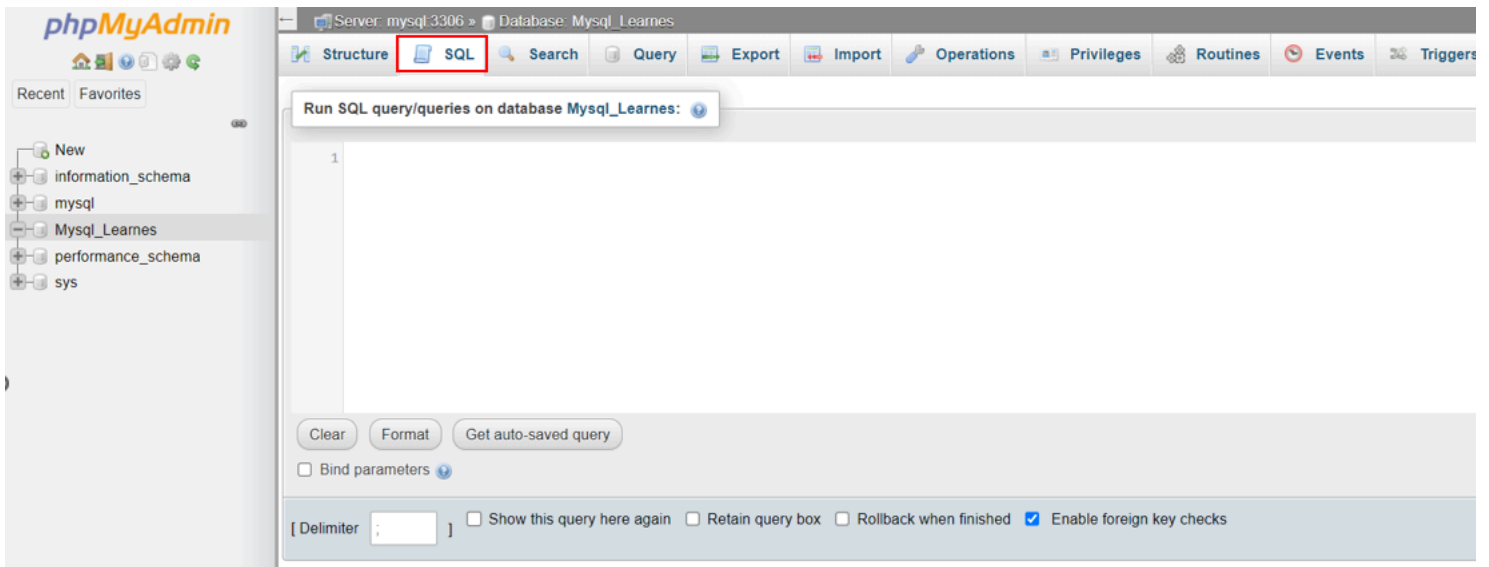 phpMyAdmin
Recent Favorites
New
information_schema
mysql
Mysql_Learnes
performance_schema
sys
Server: mysql:3306 » Database: Mysql_Learnes
Structure SQL Search Query Export Import Operations Privileges Routines Events Triggers
Run SQL query/queries on database Mysql_Learnes:
1
Clear Format Get auto-saved query
Bind parameters
[ Delimiter ; ] Show this query here again Retain query box Rollback when finished Enable foreign key checks